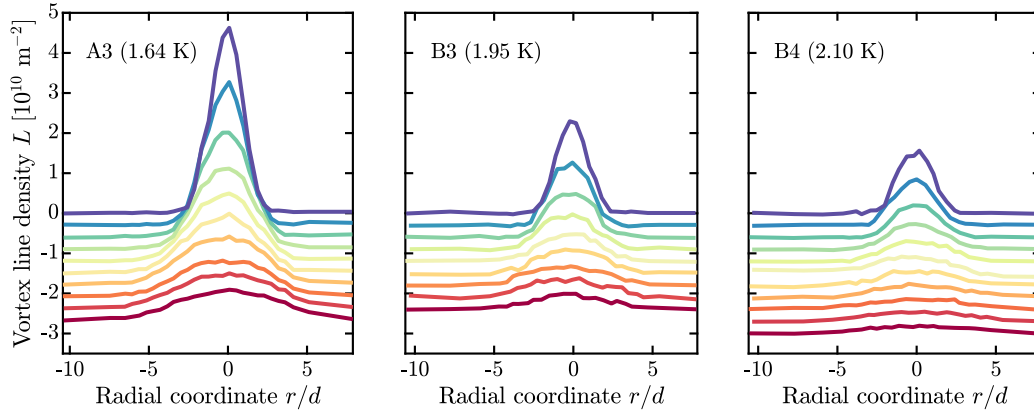 Vortex line density L [10¹⁰ m⁻²]
5
4
3
2
1
0
-1
-2
-3
A3 (1.64 K)
B3 (1.95 K)
B4 (2.10 K)
-10 -5 0 5
-10 -5 0 5
-10 -5 0 5
Radial coordinate r/d
Radial coordinate r/d
Radial coordinate r/d